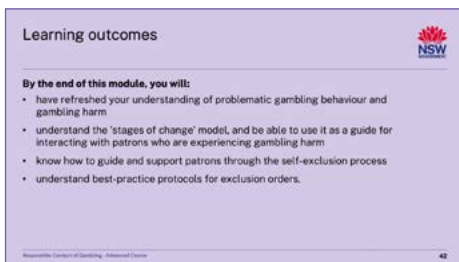 Learning outcomes
NSW
GOVERNMENT
By the end of this module, you will:
• have refreshed your understanding of problematic gambling behaviour and
gambling harm
• understand the 'stages of change' model, and be able to use it as a guide for
interacting with patrons who are experiencing gambling harm
• know how to guide and support patrons through the self-exclusion process
• understand best-practice protocols for exclusion orders.
Responsible Conduct of Gambling - Advanced Course
42